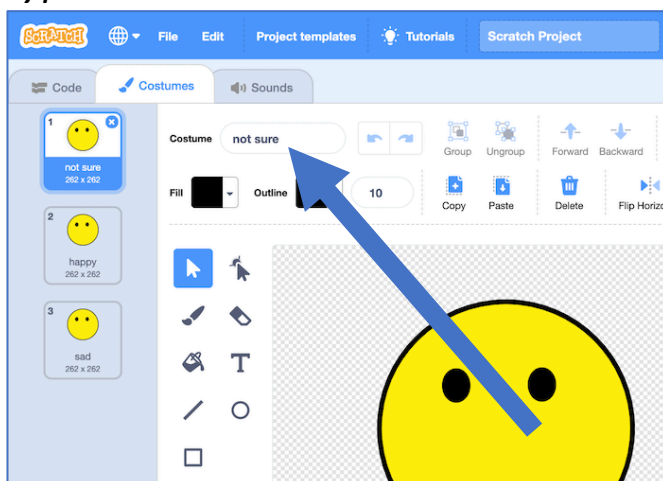 SCRATCH File Edit Project templates Tutorials Scratch Project
Code Costumes Sounds
1
not sure
262 x 262
2
happy
262 x 262
3
sad
262 x 262
Costume not sure
Group Ungroup Forward Backward
Fill Outline 10
Copy Paste Delete Flip Horizo
T